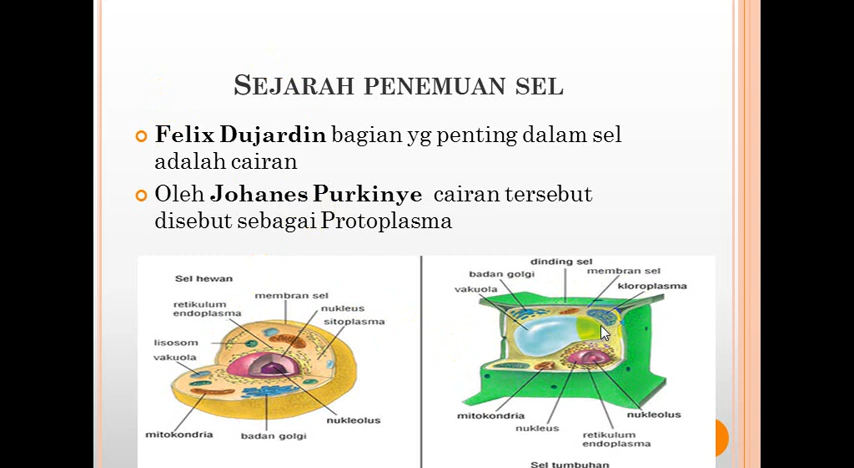 SEJARAH PENEMUAN SEL
Felix Dujardin bagian yg penting dalam sel
adalah cairan
Oleh Johanes Purkinye cairan tersebut
disebut sebagai Protoplasma
Sel hewan
membran sel
retikulum
endoplasma
nukleus
sitoplasma
lisosom
vakuola
nukleolus
mitokondria
badan golgi
dinding sel
badan golgi
membran sel
vakuola
kloroplasma
mitokondria
nukleolus
nukleus
retikulum
endoplasma
Sel tumbuhan